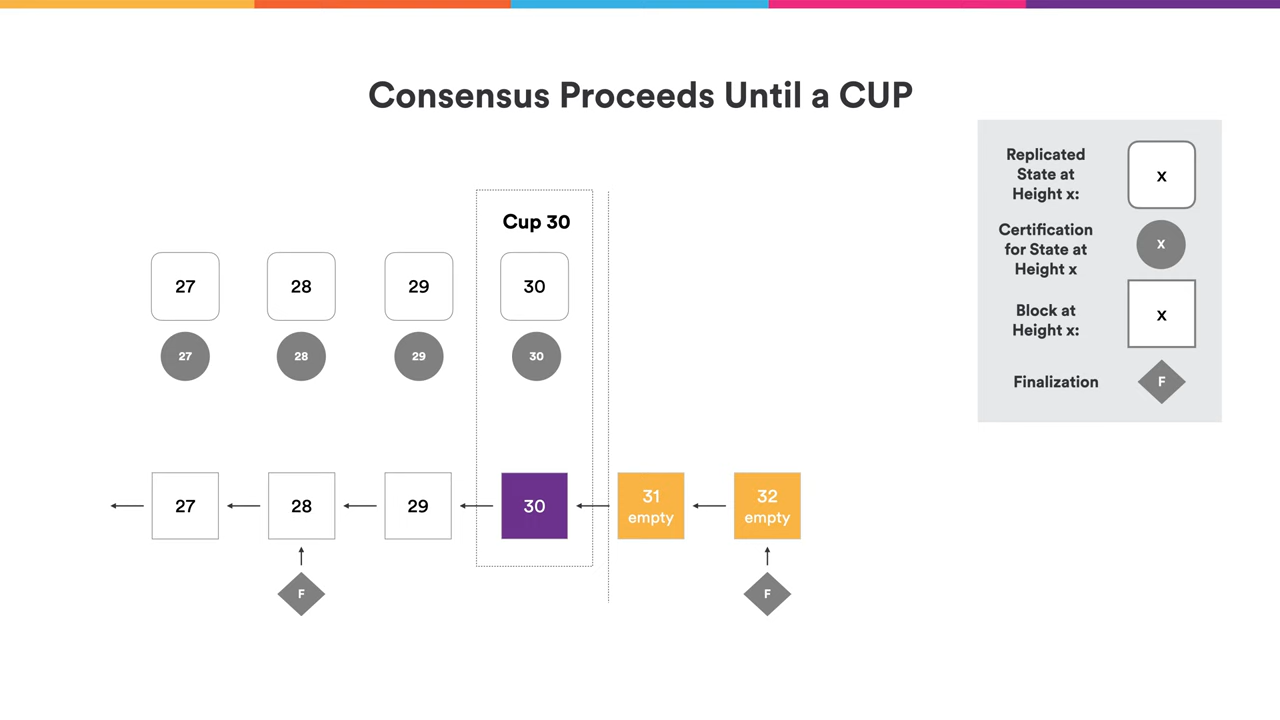 Consensus Proceeds Until a CUP
Replicated
State at
Height x:
x
Certification
for State at
Height x
x
Block at
Height x:
x
Finalization
F
Cup 30
27
28
29
30
27
28
29
30
27
28
29
30
31
empty
32
empty
F
F